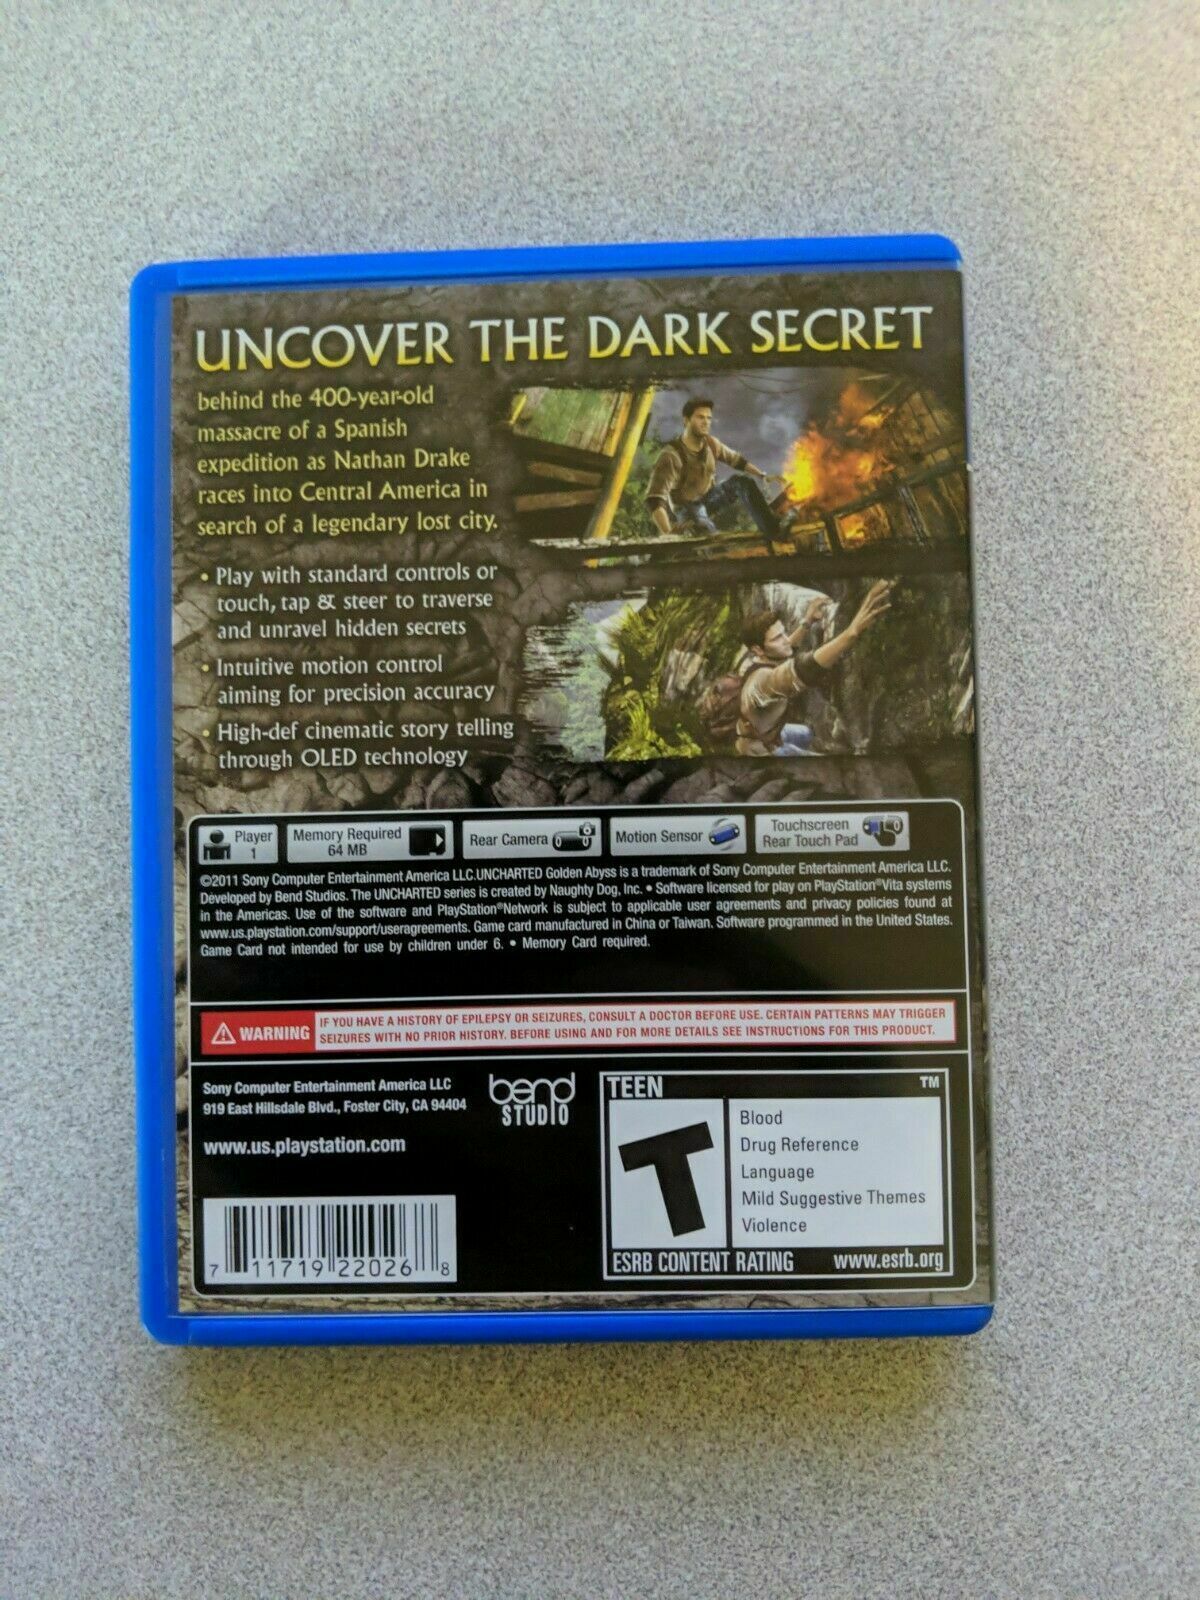 UNCOVER THE DARK SECRET
behind the 400-year-old
massacre of a Spanish
expedition as Nathan Drake
races into Central America in
search of a legendary lost city.
• Play with standard controls or
touch, tap & steer to traverse
and unravel hidden secrets
• Intuitive motion control
aiming for precision accuracy
• High-def cinematic story telling
through OLED technology
Player
1
Memory Required
64 MB
Rear Camera
Motion Sensor
Touchscreen
Rear Touch Pad
©2011 Sony Computer Entertainment America LLC.UNCHARTED Golden Abyss is a trademark of Sony Computer Entertainment America LLC.
Developed by Bend Studios. The UNCHARTED series is created by Naughty Dog, Inc. • Software licensed for play on PlayStation®Vita systems
in the Americas. Use of the software and PlayStation®Network is subject to applicable user agreements and privacy policies found at
www.us.playstation.com/support/useragreements. Game card manufactured in China or Taiwan. Software programmed in the United States.
Game Card not intended for use by children under 6. • Memory Card required.
WARNING
IF YOU HAVE A HISTORY OF EPILEPSY OR SEIZURES, CONSULT A DOCTOR BEFORE USE. CERTAIN PATTERNS MAY TRIGGER
SEIZURES WITH NO PRIOR HISTORY. BEFORE USING AND FOR MORE DETAILS SEE INSTRUCTIONS FOR THIS PRODUCT.
Sony Computer Entertainment America LLC
919 East Hillsdale Blvd., Foster City, CA 94404
www.us.playstation.com
bend
STUDIO
TEEN TM
T
Blood
Drug Reference
Language
Mild Suggestive Themes
Violence
ESRB CONTENT RATING www.esrb.org
7 11719 22026 8